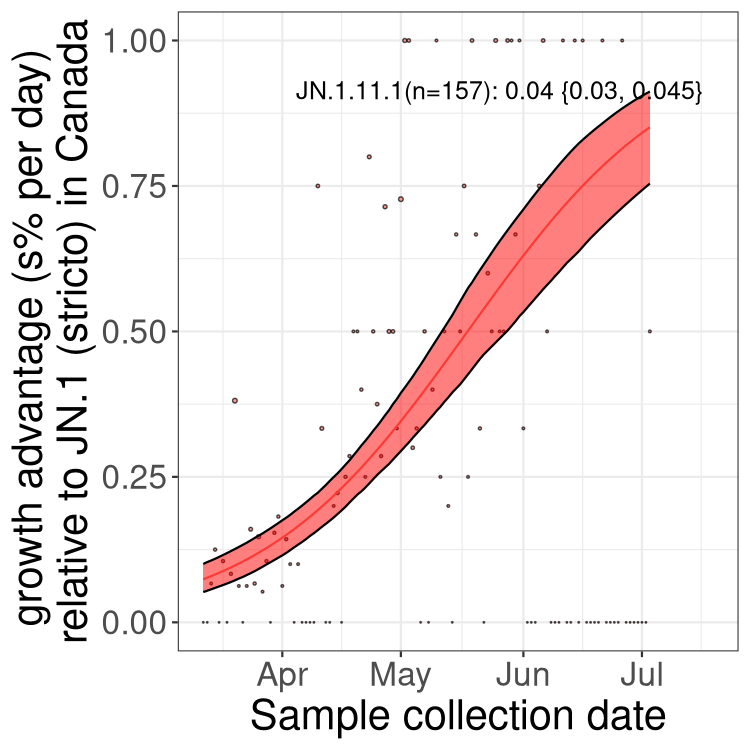 growth advantage (s% per day)
relative to JN.1 (stricto) in Canada
1.00
0.75
0.50
0.25
0.00
JN.1.11.1(n=157): 0.04 {0.03, 0.045}
Apr May Jun Jul
Sample collection date